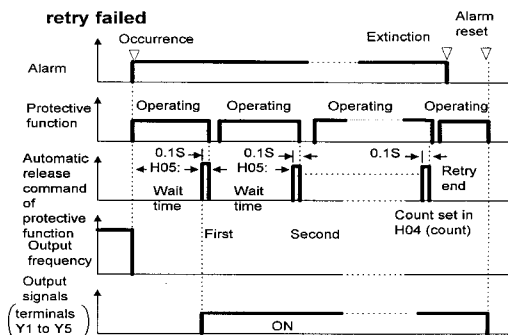 retry failed
Alarm
reset
Occurrence
Extinction
Alarm
Protective
function
Operating
Operating
Operating
Operating
0.1S
0.1S
0.1S
Automatic
release
command
of
protective
function
H05:
H05:
Wait
time
Wait
time
Retry
end
Count set in
H04 (count)
First
Second
Output
frequency
Output
signals
(terminals
Y1 to Y5)
ON